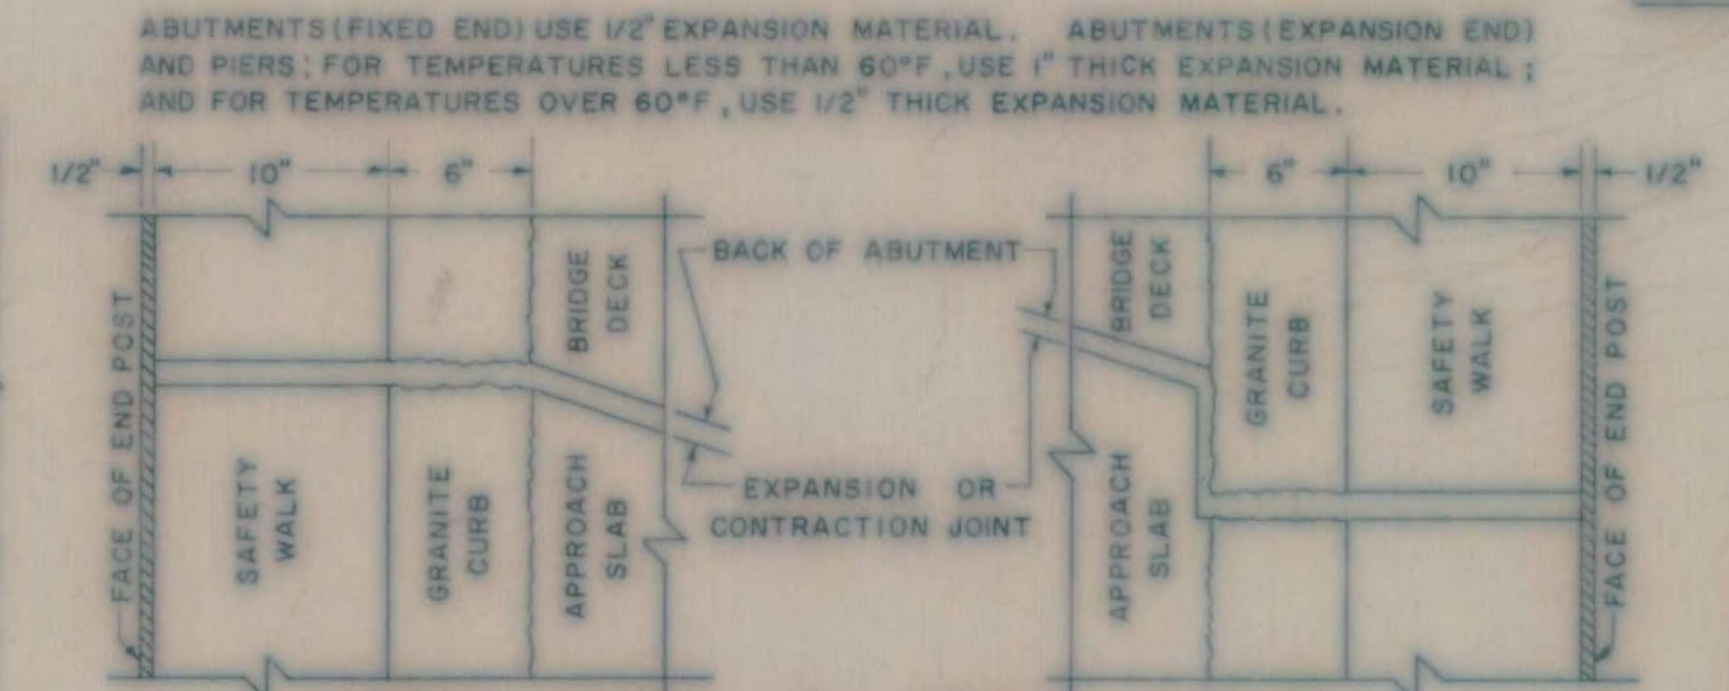 ABUTMENTS (FIXED END) USE 1/2" EXPANSION MATERIAL. ABUTMENTS (EXPANSION END)
AND PIERS: FOR TEMPERATURES LESS THAN 60°F, USE 1" THICK EXPANSION MATERIAL;
AND FOR TEMPERATURES OVER 60°F, USE 1/2" THICK EXPANSION MATERIAL.
1/2" 10" 6" 6" 10" 1/2"
BACK OF ABUTMENT
BRIDGE
DECK
BRIDGE
DECK
FACE OF END POST
SAFETY
WALK
GRANITE
CURB
APPROACH
SLAB
EXPANSION OR
CONTRACTION JOINT
APPROACH
SLAB
GRANITE
CURB
SAFETY
WALK
FACE OF END POST